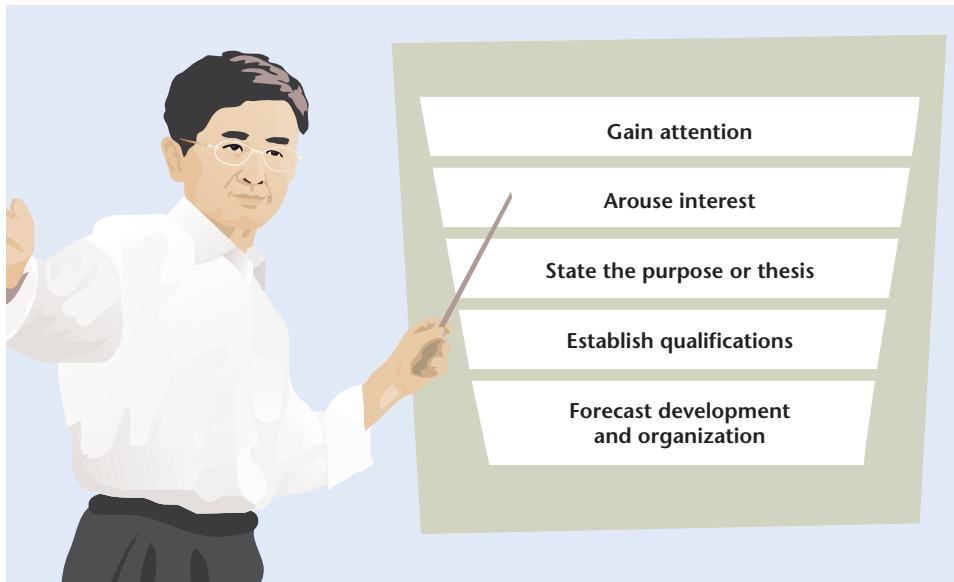 Gain attention
Arouse interest
State the purpose or thesis
Establish qualifications
Forecast development
and organization